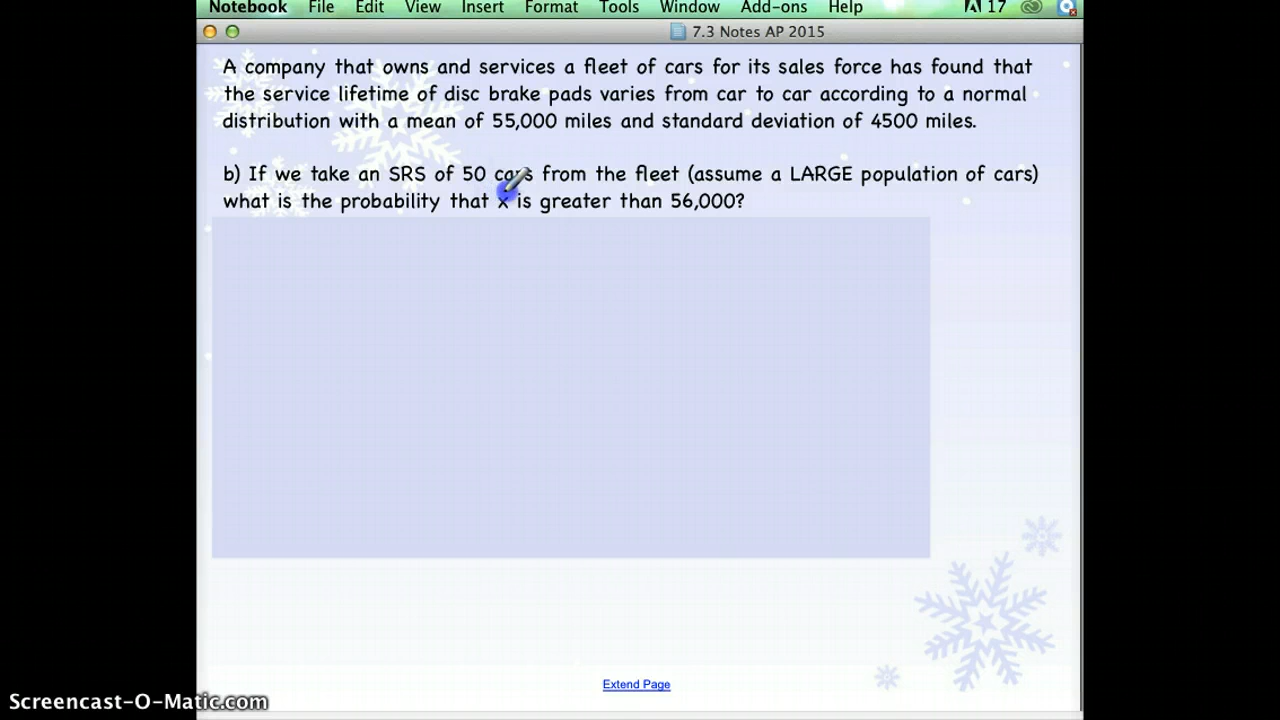 Notebook File Edit View Insert Format Tools Window Add-ons Help 17
7.3 Notes AP 2015
A company that owns and services a fleet of cars for its sales force has found that
the service lifetime of disc brake pads varies from car to car according to a normal
distribution with a mean of 55,000 miles and standard deviation of 4500 miles.
b) If we take an SRS of 50 cars from the fleet (assume a LARGE population of cars)
what is the probability that x is greater than 56,000?
Extend Page
Screencast-O-Matic.com